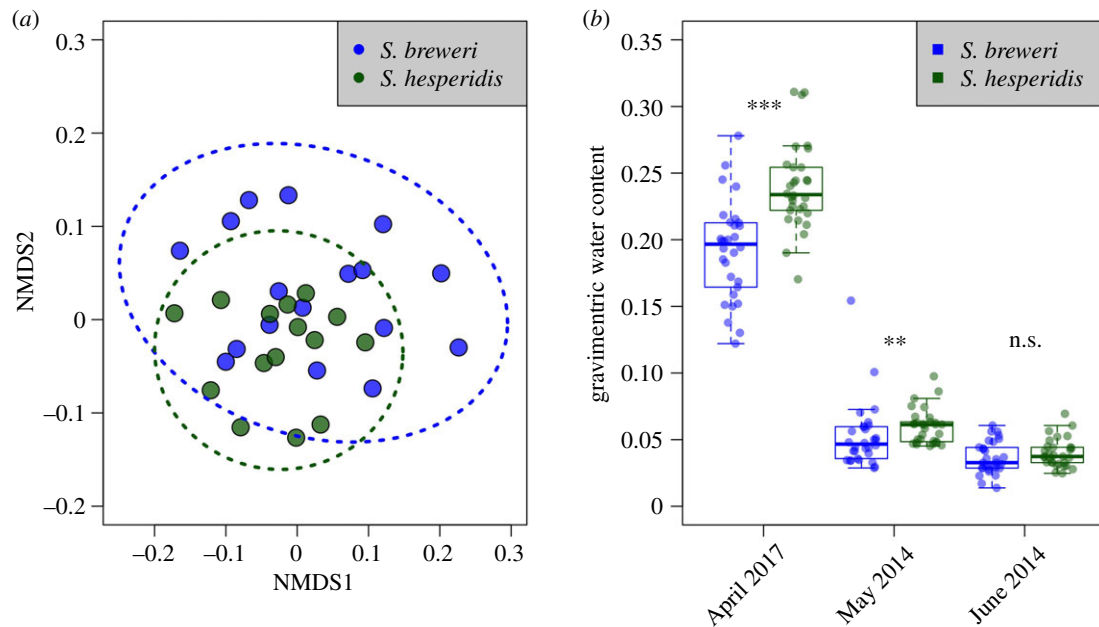 (a)
0.3
0.2
0.1
0
–0.1
–0.2
NMDS2
–0.2
–0.1
0
0.1
0.2
0.3
NMDS1
S. breweri
S. hesperidis
(b)
0.35
0.30
0.25
0.20
0.15
0.10
0.05
0
gravimentric water content
S. breweri
S. hesperidis
***
**
n.s.
April 2017
May 2014
June 2014